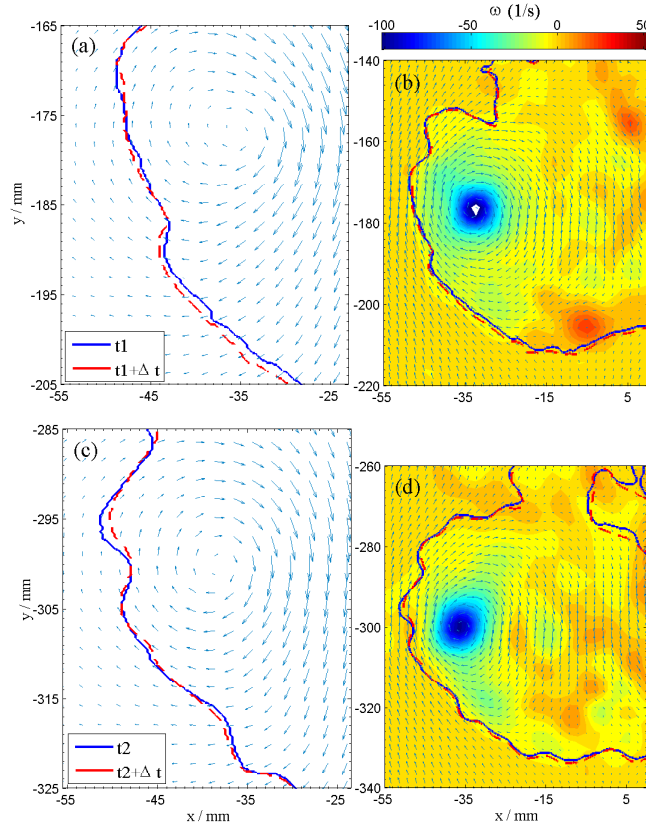 ω (1/s)
-100 -50 0 50
(a)
-165
-175
-185
-195
-205
y / mm
t1
t1+Δ t
-55 -45 -35 -25
(b)
-140
-160
-180
-200
-220
-55 -35 -15 5
(c)
-285
-295
-305
-315
-325
y / mm
t2
t2+Δ t
-55 -45 -35 -25
x / mm
(d)
-260
-280
-300
-320
-340
-55 -35 -15 5
x / mm